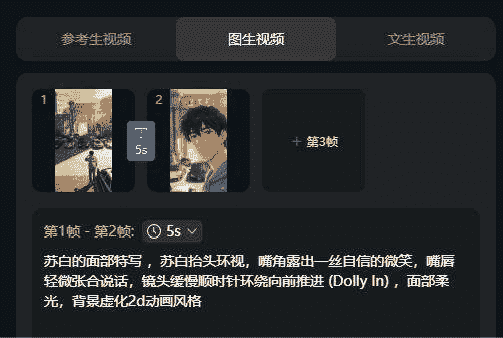 参考生视频
图生视频
文生视频
1
2
5s
+ 第3帧
第1帧 - 第2帧:
5s
苏白的面部特写 ，苏白抬头环视，嘴角露出一丝自信的微笑，嘴唇
轻微张合说话，镜头缓慢顺时针环绕向前推进 (Dolly In) ，面部柔
光，背景虚化2d动画风格